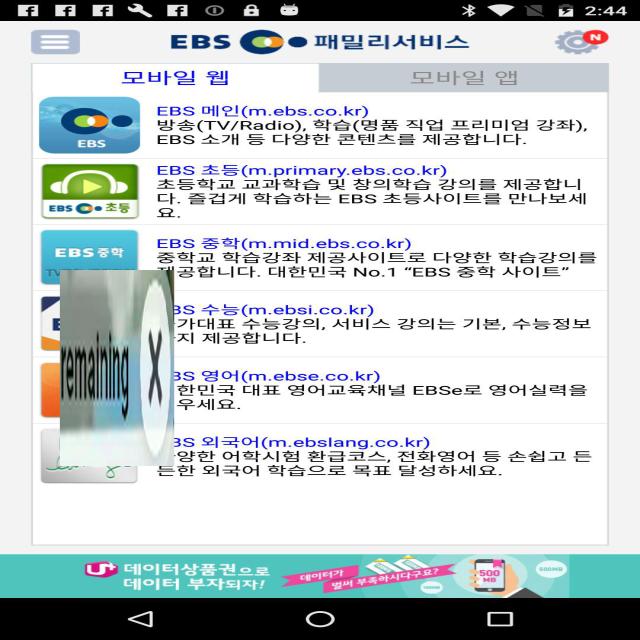 2:44
EBS 패밀리서비스
N
모바일 웹
모바일 앱
EBS
EBS 메인(m.ebs.co.kr)
방송(TV/Radio), 학습(명품 직업 프리미엄 강좌),
EBS 소개 등 다양한 콘텐츠를 제공합니다.
EBS 초등
EBS 초등(m.primary.ebs.co.kr)
초등학교 교과학습 및 창의학습 강의를 제공합니
다. 즐겁게 학습하는 EBS 초등사이트를 만나보세
요.
EBS 중학
EBS 중학(m.mid.ebs.co.kr)
중학교 학습강좌 제공사이트로 다양한 학습강의를
제공합니다. 대한민국 No.1 “EBS 중학 사이트”
BS 수능(m.ebsi.co.kr)
가대표 수능강의, 서비스 강의는 기본, 수능정보
지 제공합니다.
remaining X
BS 영어(m.ebse.co.kr)
한민국 대표 영어교육채널 EBSe로 영어실력을
우세요.
BS 외국어(m.ebslang.co.kr)
양한 어학시험 환급코스, 전화영어 등 손쉽고 든
든한 외국어 학습으로 목표 달성하세요.
U+ 데이터상품권으로
데이터 부자되자!
데이터가
벌써 부족하시다구요?
500
MB
500MB